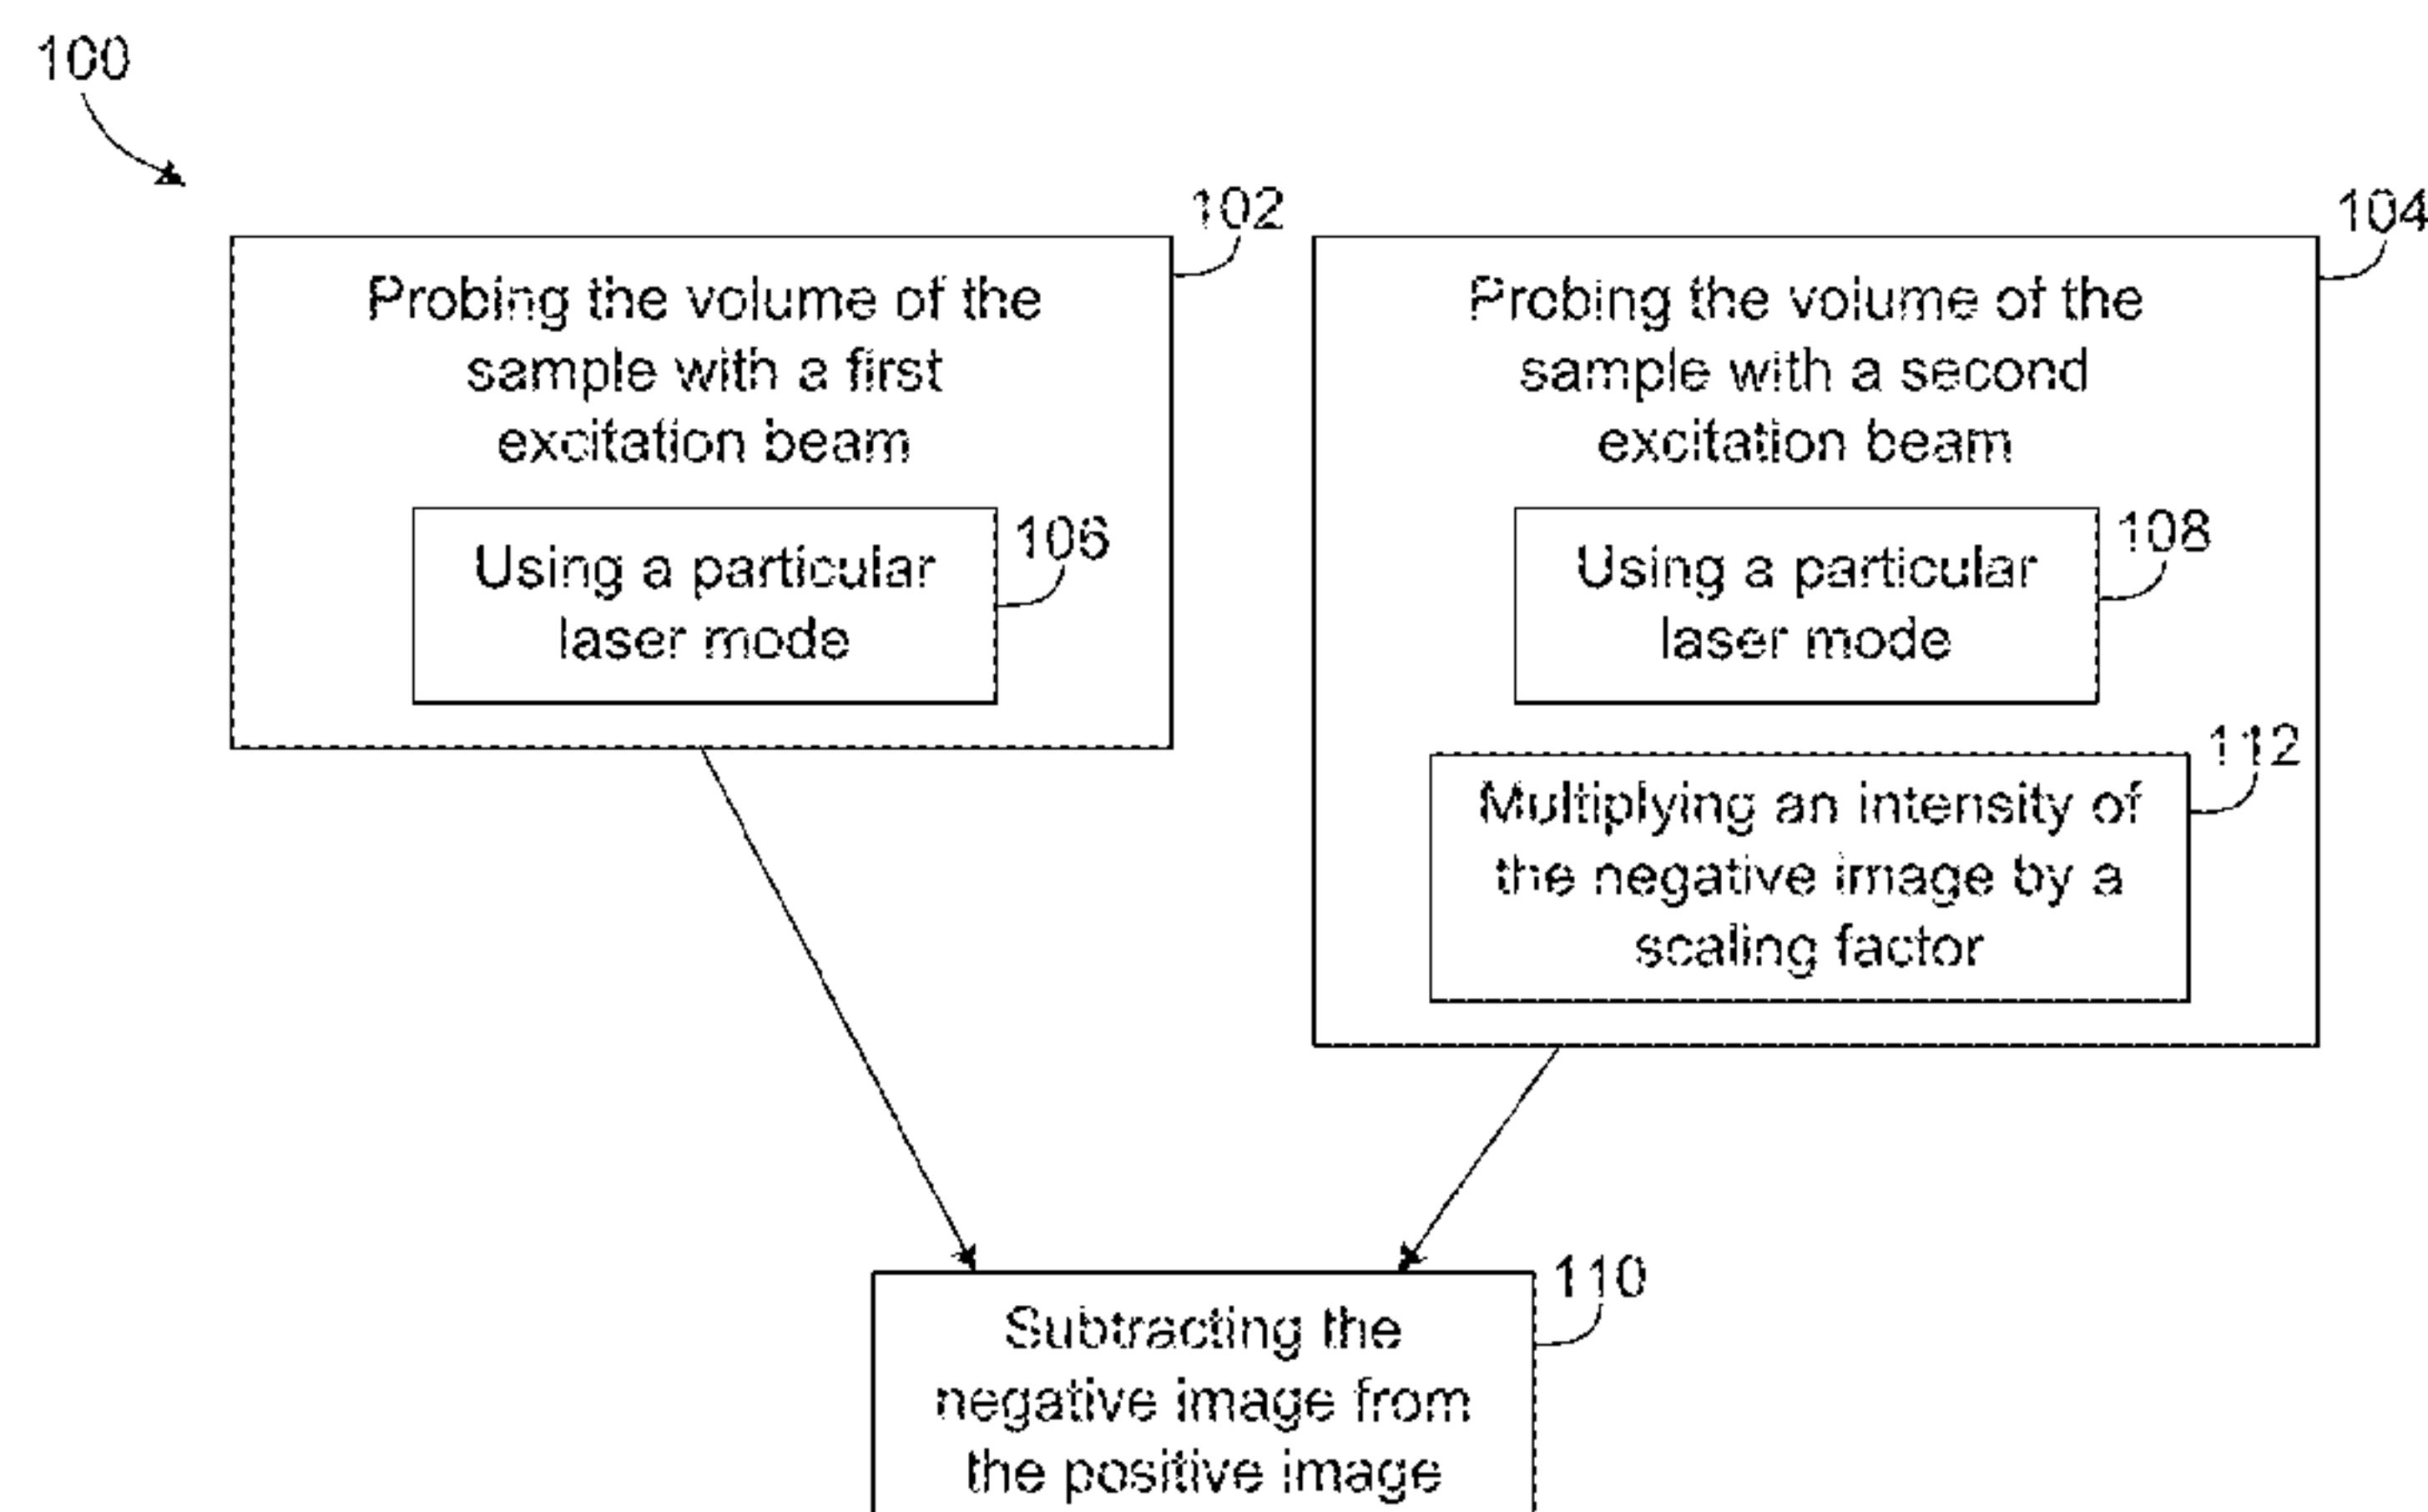 100
102
Probing the volume of the
sample with a first
excitation beam
106
Using a particular
laser mode
104
Probing the volume of the
sample with a second
excitation beam
108
Using a particular
laser mode
112
Multiplying an intensity of
the negative image by a
scaling factor
110
Subtracting the
negative image from
the positive image